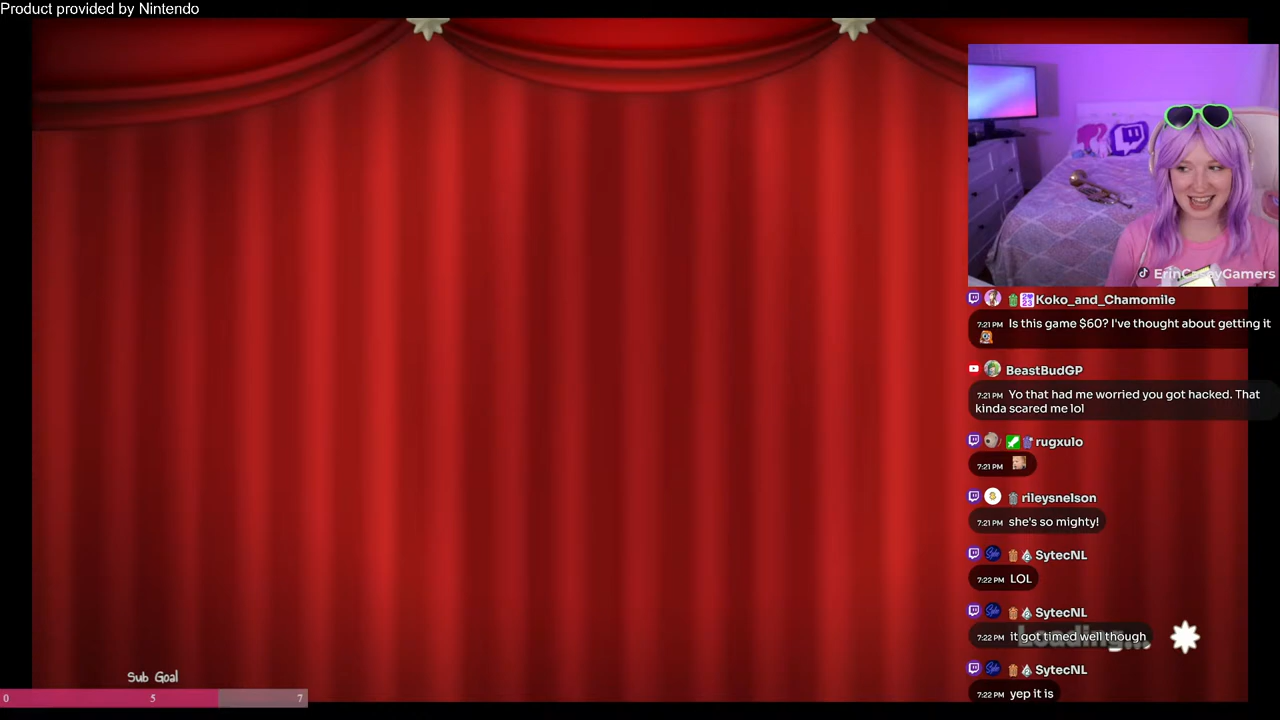 Product provided by Nintendo
ErinCaseyGamers
Koko_and_Chamomile
7:21 PM Is this game $60? I've thought about getting it
BeastBudGP
7:21 PM Yo that had me worried you got hacked. That
kinda scared me lol
rugxulo
7:21 PM
rileysnelson
7:21 PM she's so mighty!
SytecNL
7:22 PM LOL
SytecNL
7:22 PM it got timed well though
Loading...
SytecNL
7:22 PM yep it is
Sub Goal
0 5 7